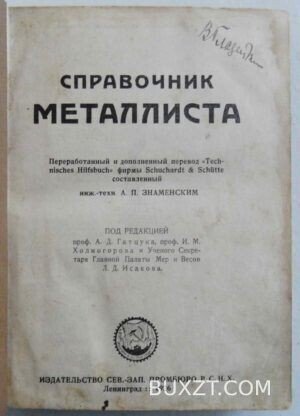 СПРАВОЧНИК
МЕТАЛЛИСТА
Переработанный и дополненный перевод «Tech-
nisches Hilfsbuch» фирмы Schuchardt & Schütte
составленный
инж.-техн А. П. ЗНАМЕНСКИМ
ПОД РЕДАКЦИЕЙ
проф. А. Д. Гатцука, проф. И. М.
Холмогорова и Ученого Секре-
таря Главной Палаты Мер и Весов
Л. Д. Исакова.
ИЗДАТЕЛЬСТВО СЕВ.-ЗАП. ПРОМБЮРО В. С. Н. Х.
Ленинград
BUXZT.COM